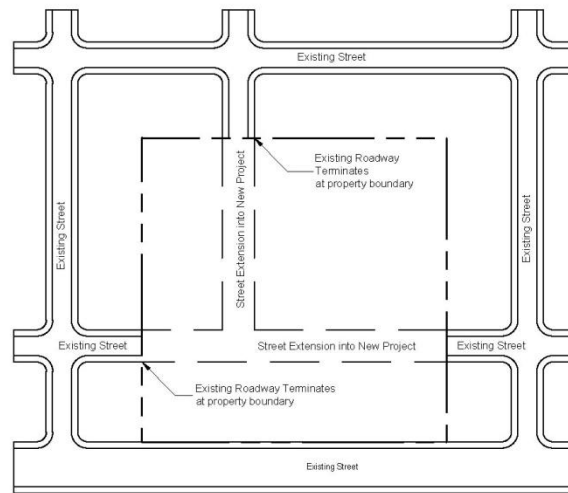 Existing Street
Existing Roadway
Terminates
at property boundary
Street Extension into New Project
Existing Street
Existing Street
Existing Street
Street Extension into New Project
Existing Street
Existing Roadway Terminates
at property boundary
Existing Street